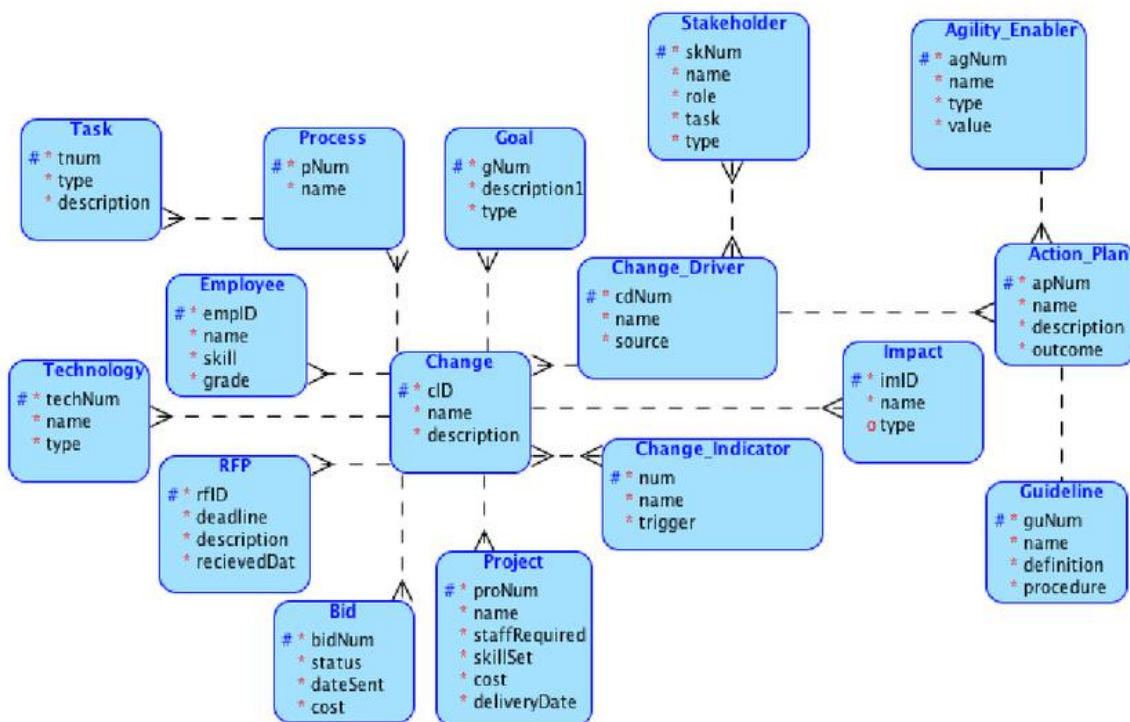 Stakeholder
# * skNum
* name
* role
* task
* type
Agility_Enabler
# * agNum
* name
* type
* value
Task
# * tnum
* type
* description
Process
# * pNum
* name
Goal
# * gNum
* description1
* type
Change_Driver
# * cdNum
* name
* source
Action_Plan
# * apNum
* name
* description
* outcome
Employee
# * empID
* name
* skill
* grade
Technology
# * techNum
* name
* type
Change
# * cID
* name
* description
Impact
# * imID
* name
o type
RFP
# * rfID
* deadline
* description
* recievedDat
Change_Indicator
# * num
* name
* trigger
Guideline
# * guNum
* name
* definition
* procedure
Bid
# * bidNum
* status
* dateSent
* cost
Project
# * proNum
* name
* staffRequired
* skillSet
* cost
* deliveryDate